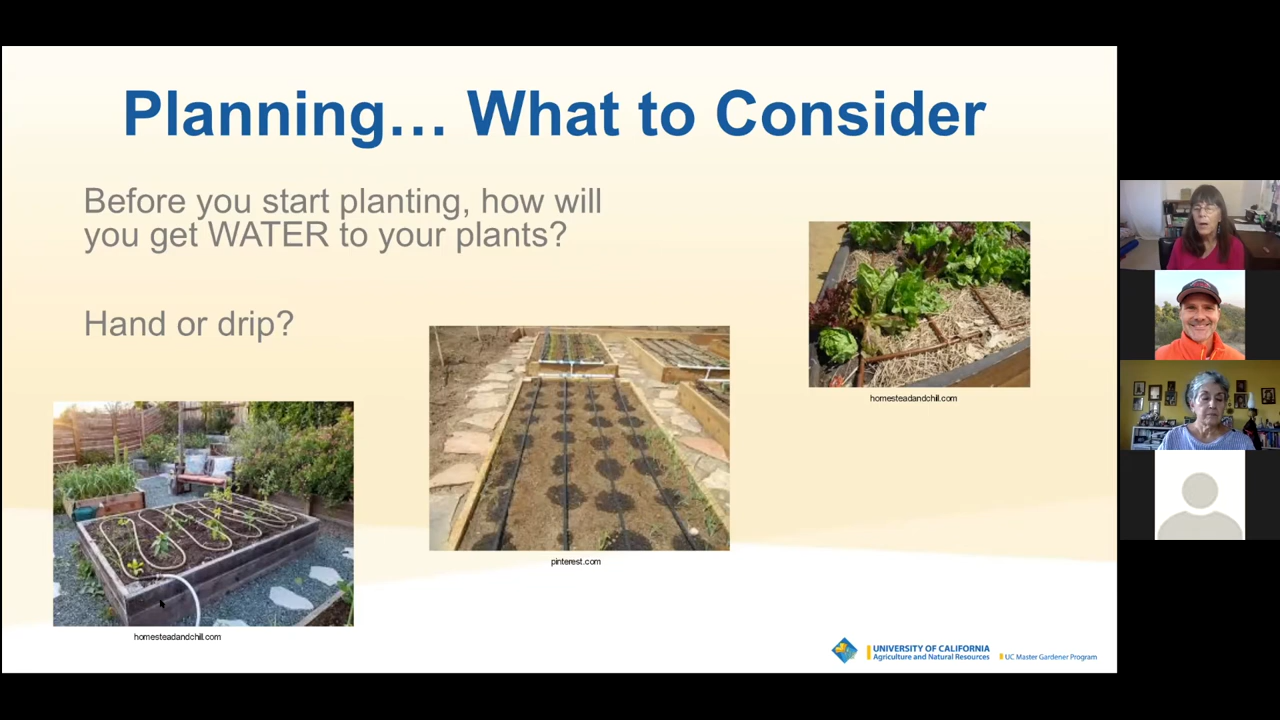 Planning… What to Consider
Before you start planting, how will
you get WATER to your plants?
Hand or drip?
homesteadandchill.com
pinterest.com
homesteadandchill.com
UNIVERSITY OF CALIFORNIA
Agriculture and Natural Resources
UC Master Gardener Program